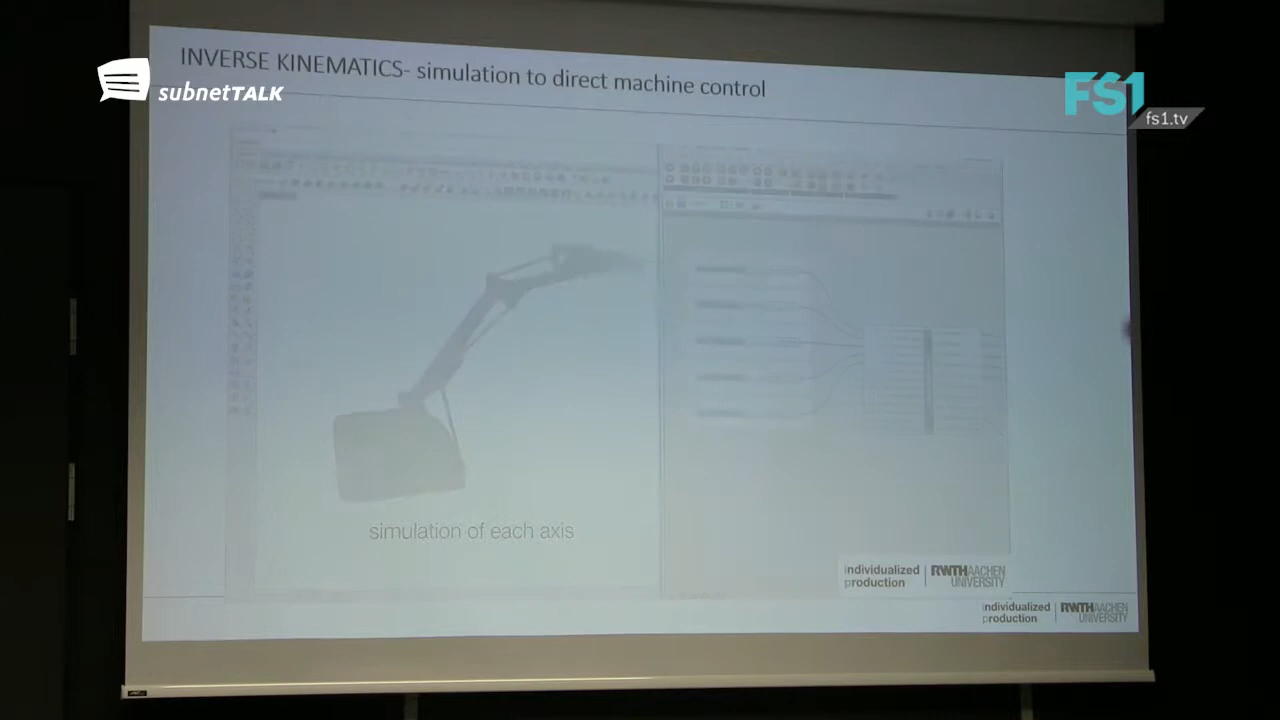 INVERSE KINEMATICS- simulation to direct machine control
subnetTALK
FS1
fs1.tv
simulation of each axis
individualized
production
RWTHAACHEN
UNIVERSITY
individualized
production
RWTHAACHEN
UNIVERSITY